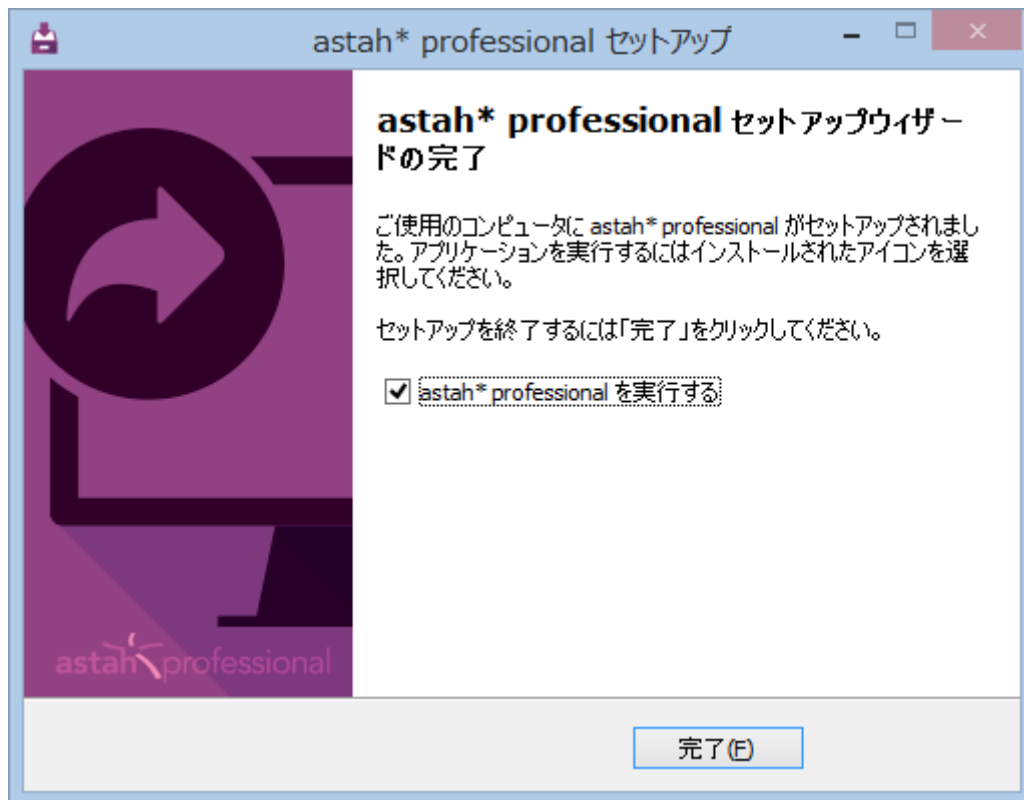 astah* professional セットアップ
astah* professional セットアップウィザー
ドの完了
ご使用のコンピュータに astah* professional がセットアップされまし
た。アプリケーションを実行するにはインストールされたアイコンを選
択してください。
セットアップを終了するには「完了」をクリックしてください。
astah* professional を実行する
astah professional
完了(F)